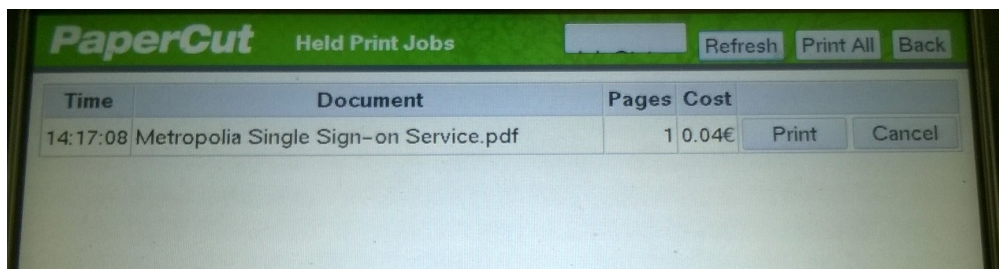 PaperCut Held Print Jobs Refresh Print All Back
Time Document Pages Cost
14:17:08 Metropolia Single Sign-on Service.pdf 1 0.04€ Print Cancel